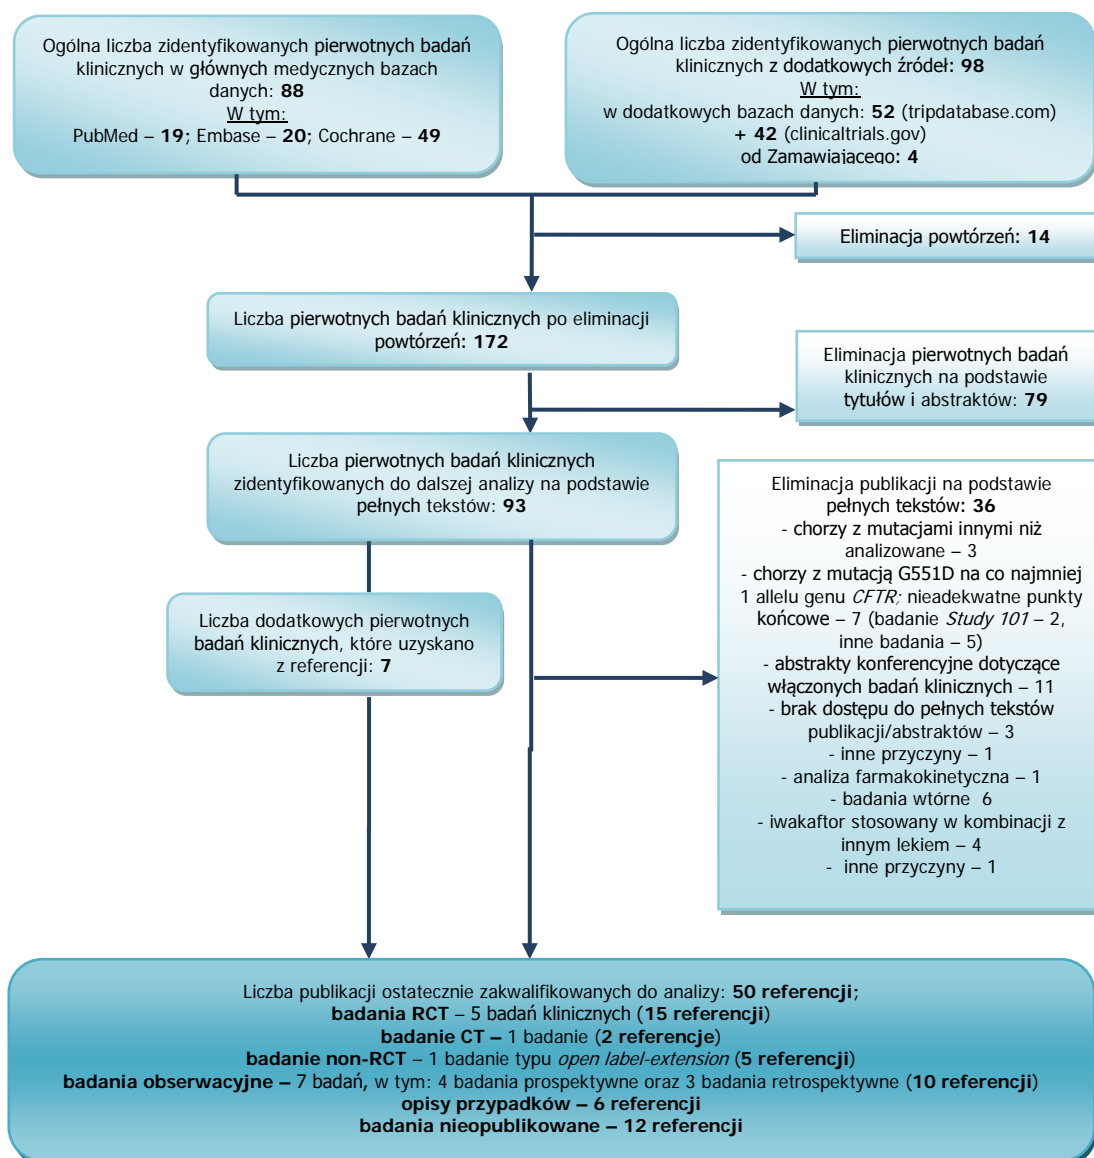 Ogólna liczba zidentyfikowanych pierwotnych badań
klinicznych w głównych medycznych bazach
danych: 88
W tym:
PubMed – 19; Embase – 20; Cochrane – 49
Ogólna liczba zidentyfikowanych pierwotnych badań
klinicznych z dodatkowych źródeł: 98
W tym:
w dodatkowych bazach danych: 52 (tripdatabase.com)
+ 42 (clinicaltrials.gov)
od Zamawiającego: 4
Eliminacja powtórzeń: 14
Liczba pierwotnych badań klinicznych po eliminacji
powtórzeń: 172
Eliminacja pierwotnych badań
klinicznych na podstawie
tytułów i abstraktów: 79
Liczba pierwotnych badań klinicznych
zidentyfikowanych do dalszej analizy na podstawie
pełnych tekstów: 93
Eliminacja publikacji na podstawie
pełnych tekstów: 36
- chorzy z mutacjami innymi niż
analizowane – 3
- chorzy z mutacją G551D na co najmniej
1 allelu genu CFTR; nieadekwatne punkty
końcowe – 7 (badanie Study 101 – 2,
inne badania – 5)
- abstrakty konferencyjne dotyczące
włączonych badań klinicznych – 11
- brak dostępu do pełnych tekstów
publikacji/abstraktów – 3
- inne przyczyny – 1
- analiza farmakokinetyczna – 1
- badania wtórne 6
- iwakaftor stosowany w kombinacji z
innym lekiem – 4
- inne przyczyny – 1
Liczba dodatkowych pierwotnych
badań klinicznych, które uzyskano
z referencji: 7
Liczba publikacji ostatecznie zakwalifikowanych do analizy: 50 referencji;
badania RCT – 5 badań klinicznych (15 referencji)
badanie CT – 1 badanie (2 referencje)
badanie non-RCT – 1 badanie typu open label-extension (5 referencji)
badania obserwacyjne – 7 badań, w tym: 4 badania prospektywne oraz 3 badania retrospektywne (10 referencji)
opisy przypadków – 6 referencji
badania nieopublikowane – 12 referencji